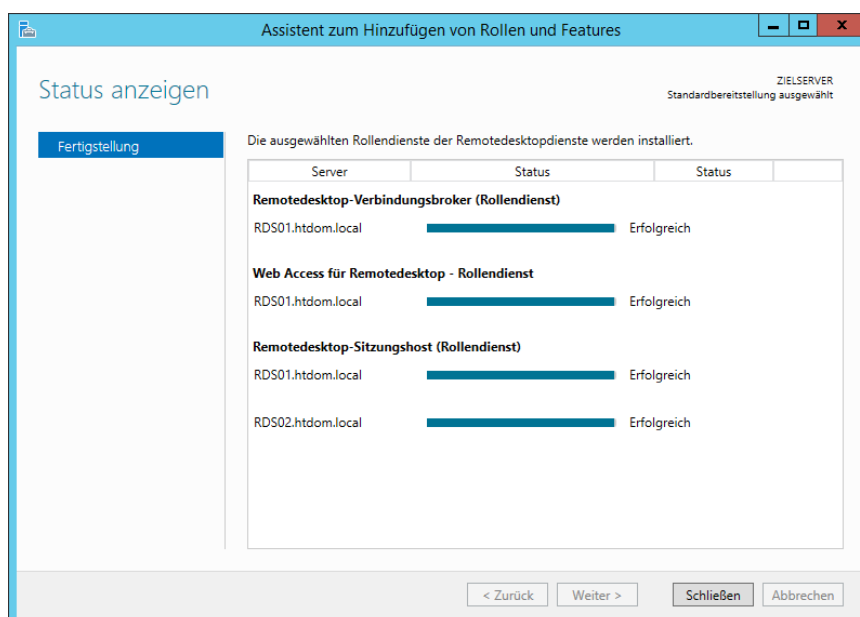 Assistent zum Hinzufügen von Rollen und Features
Status anzeigen
ZIELSERVER
Standardbereitstellung ausgewählt
Fertigstellung
Die ausgewählten Rollendienste der Remotedesktopdienste werden installiert.
Server Status Status
Remotedesktop-Verbindungsbroker (Rollendienst)
RDS01.htdom.local Erfolgreich
Web Access für Remotedesktop - Rollendienst
RDS01.htdom.local Erfolgreich
Remotedesktop-Sitzungshost (Rollendienst)
RDS01.htdom.local Erfolgreich
RDS02.htdom.local Erfolgreich
< Zurück Weiter > Schließen Abbrechen